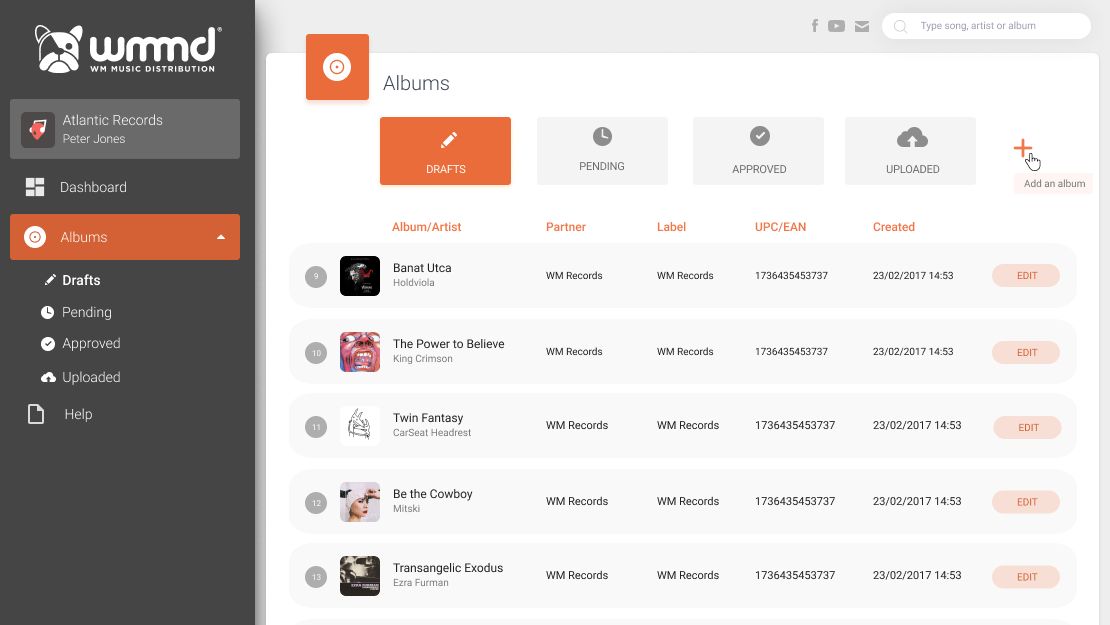 wmmd®
WM MUSIC DISTRIBUTION
Atlantic Records
Peter Jones
Dashboard
Albums
Drafts
Pending
Approved
Uploaded
Help
Type song, artist or album
Albums
DRAFTS
PENDING
APPROVED
UPLOADED
Add an album
Album/Artist Partner Label UPC/EAN Created
9 Banat Utca WM Records WM Records 1736435453737 23/02/2017 14:53 EDIT
Holdviola
10 The Power to Believe WM Records WM Records 1736435453737 23/02/2017 14:53 EDIT
King Crimson
11 Twin Fantasy WM Records WM Records 1736435453737 23/02/2017 14:53 EDIT
CarSeat Headrest
12 Be the Cowboy WM Records WM Records 1736435453737 23/02/2017 14:53 EDIT
Mitski
13 Transangelic Exodus WM Records WM Records 1736435453737 23/02/2017 14:53 EDIT
Ezra Furman